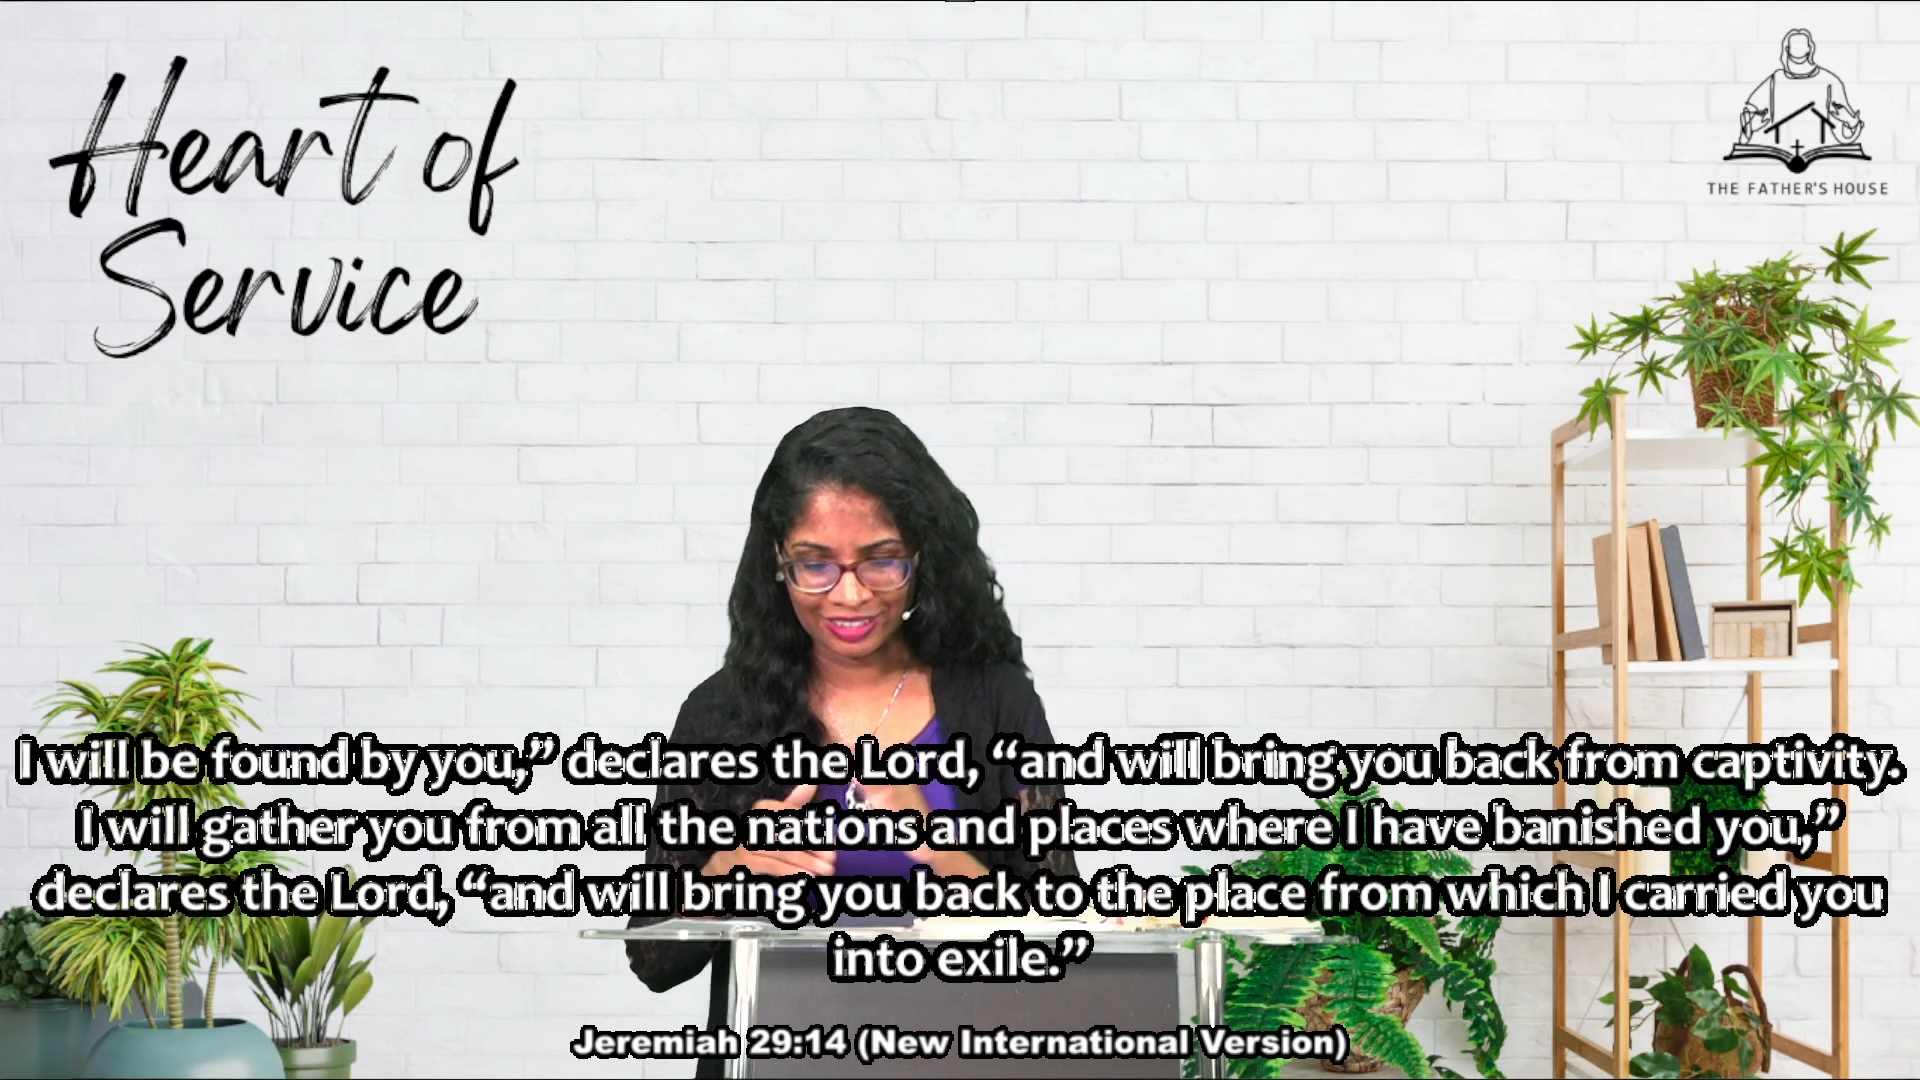 Heart of
Service
THE FATHER'S HOUSE
I will be found by you,” declares the Lord, “and will bring you back from captivity.
I will gather you from all the nations and places where I have banished you,”
declares the Lord, “and will bring you back to the place from which I carried you
into exile.”
Jeremiah 29:14 (New International Version)